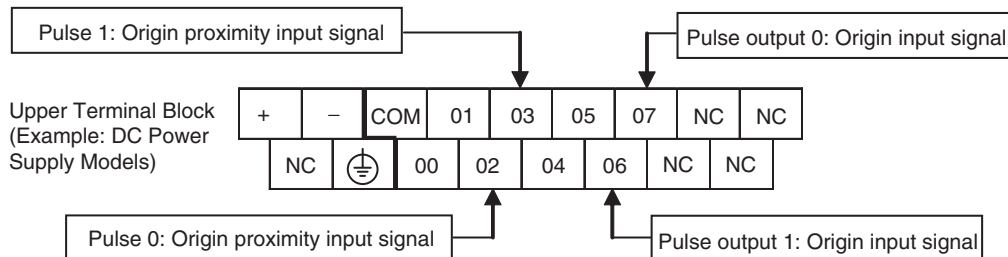 Pulse 1: Origin proximity input signal
Pulse output 0: Origin input signal
Upper Terminal Block
(Example: DC Power
Supply Models)
+ − COM 01 03 05 07 NC NC
NC 00 02 04 06 NC NC
Pulse 0: Origin proximity input signal
Pulse output 1: Origin input signal